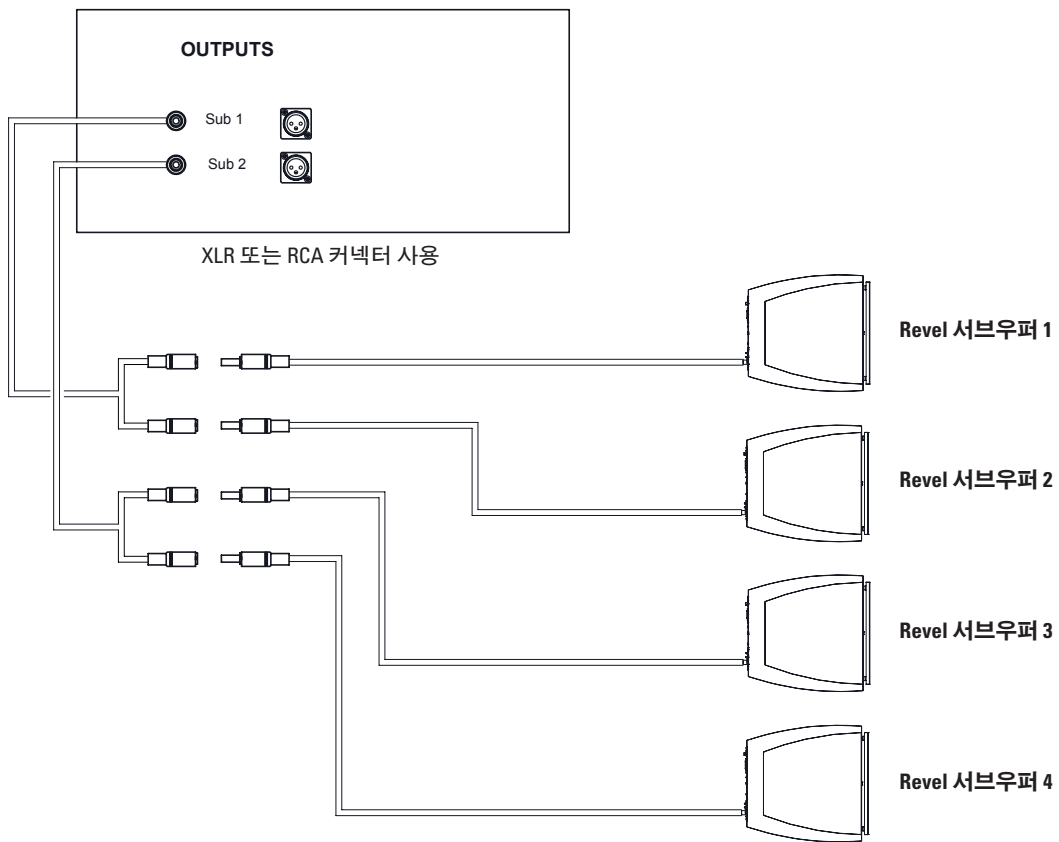 OUTPUTS
Sub 1
Sub 2
XLR 또는 RCA 커넥터 사용
Revel 서브우퍼 1
Revel 서브우퍼 2
Revel 서브우퍼 3
Revel 서브우퍼 4